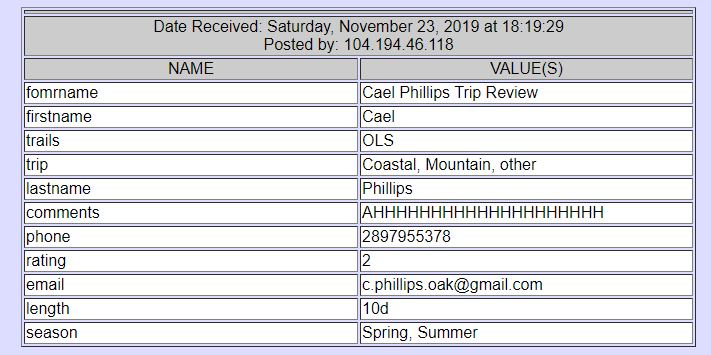 Date Received: Saturday, November 23, 2019 at 18:19:29
Posted by: 104.194.46.118
NAME VALUE(S)
fomrname Cael Phillips Trip Review
firstname Cael
trails OLS
trip Coastal, Mountain, other
lastname Phillips
comments AHHHHHHHHHHHHHHHHHHHH
phone 2897955378
rating 2
email c.phillips.oak@gmail.com
length 10d
season Spring, Summer